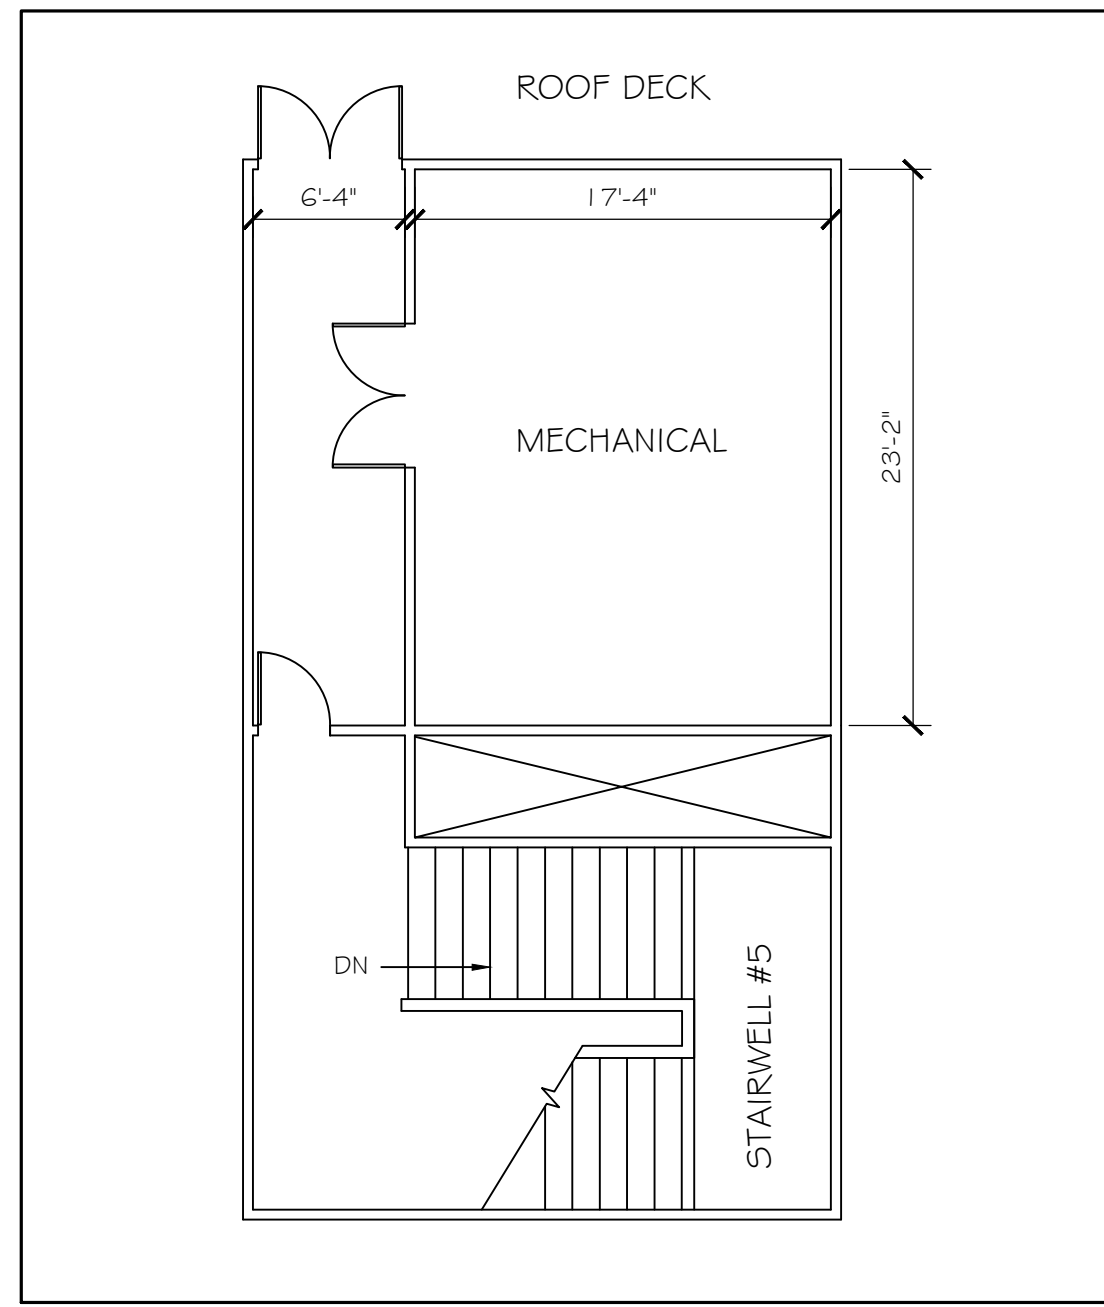 ROOF DECK
6'-4"
17'-4"
23'-2"
MECHANICAL
DN
STAIRWELL #5